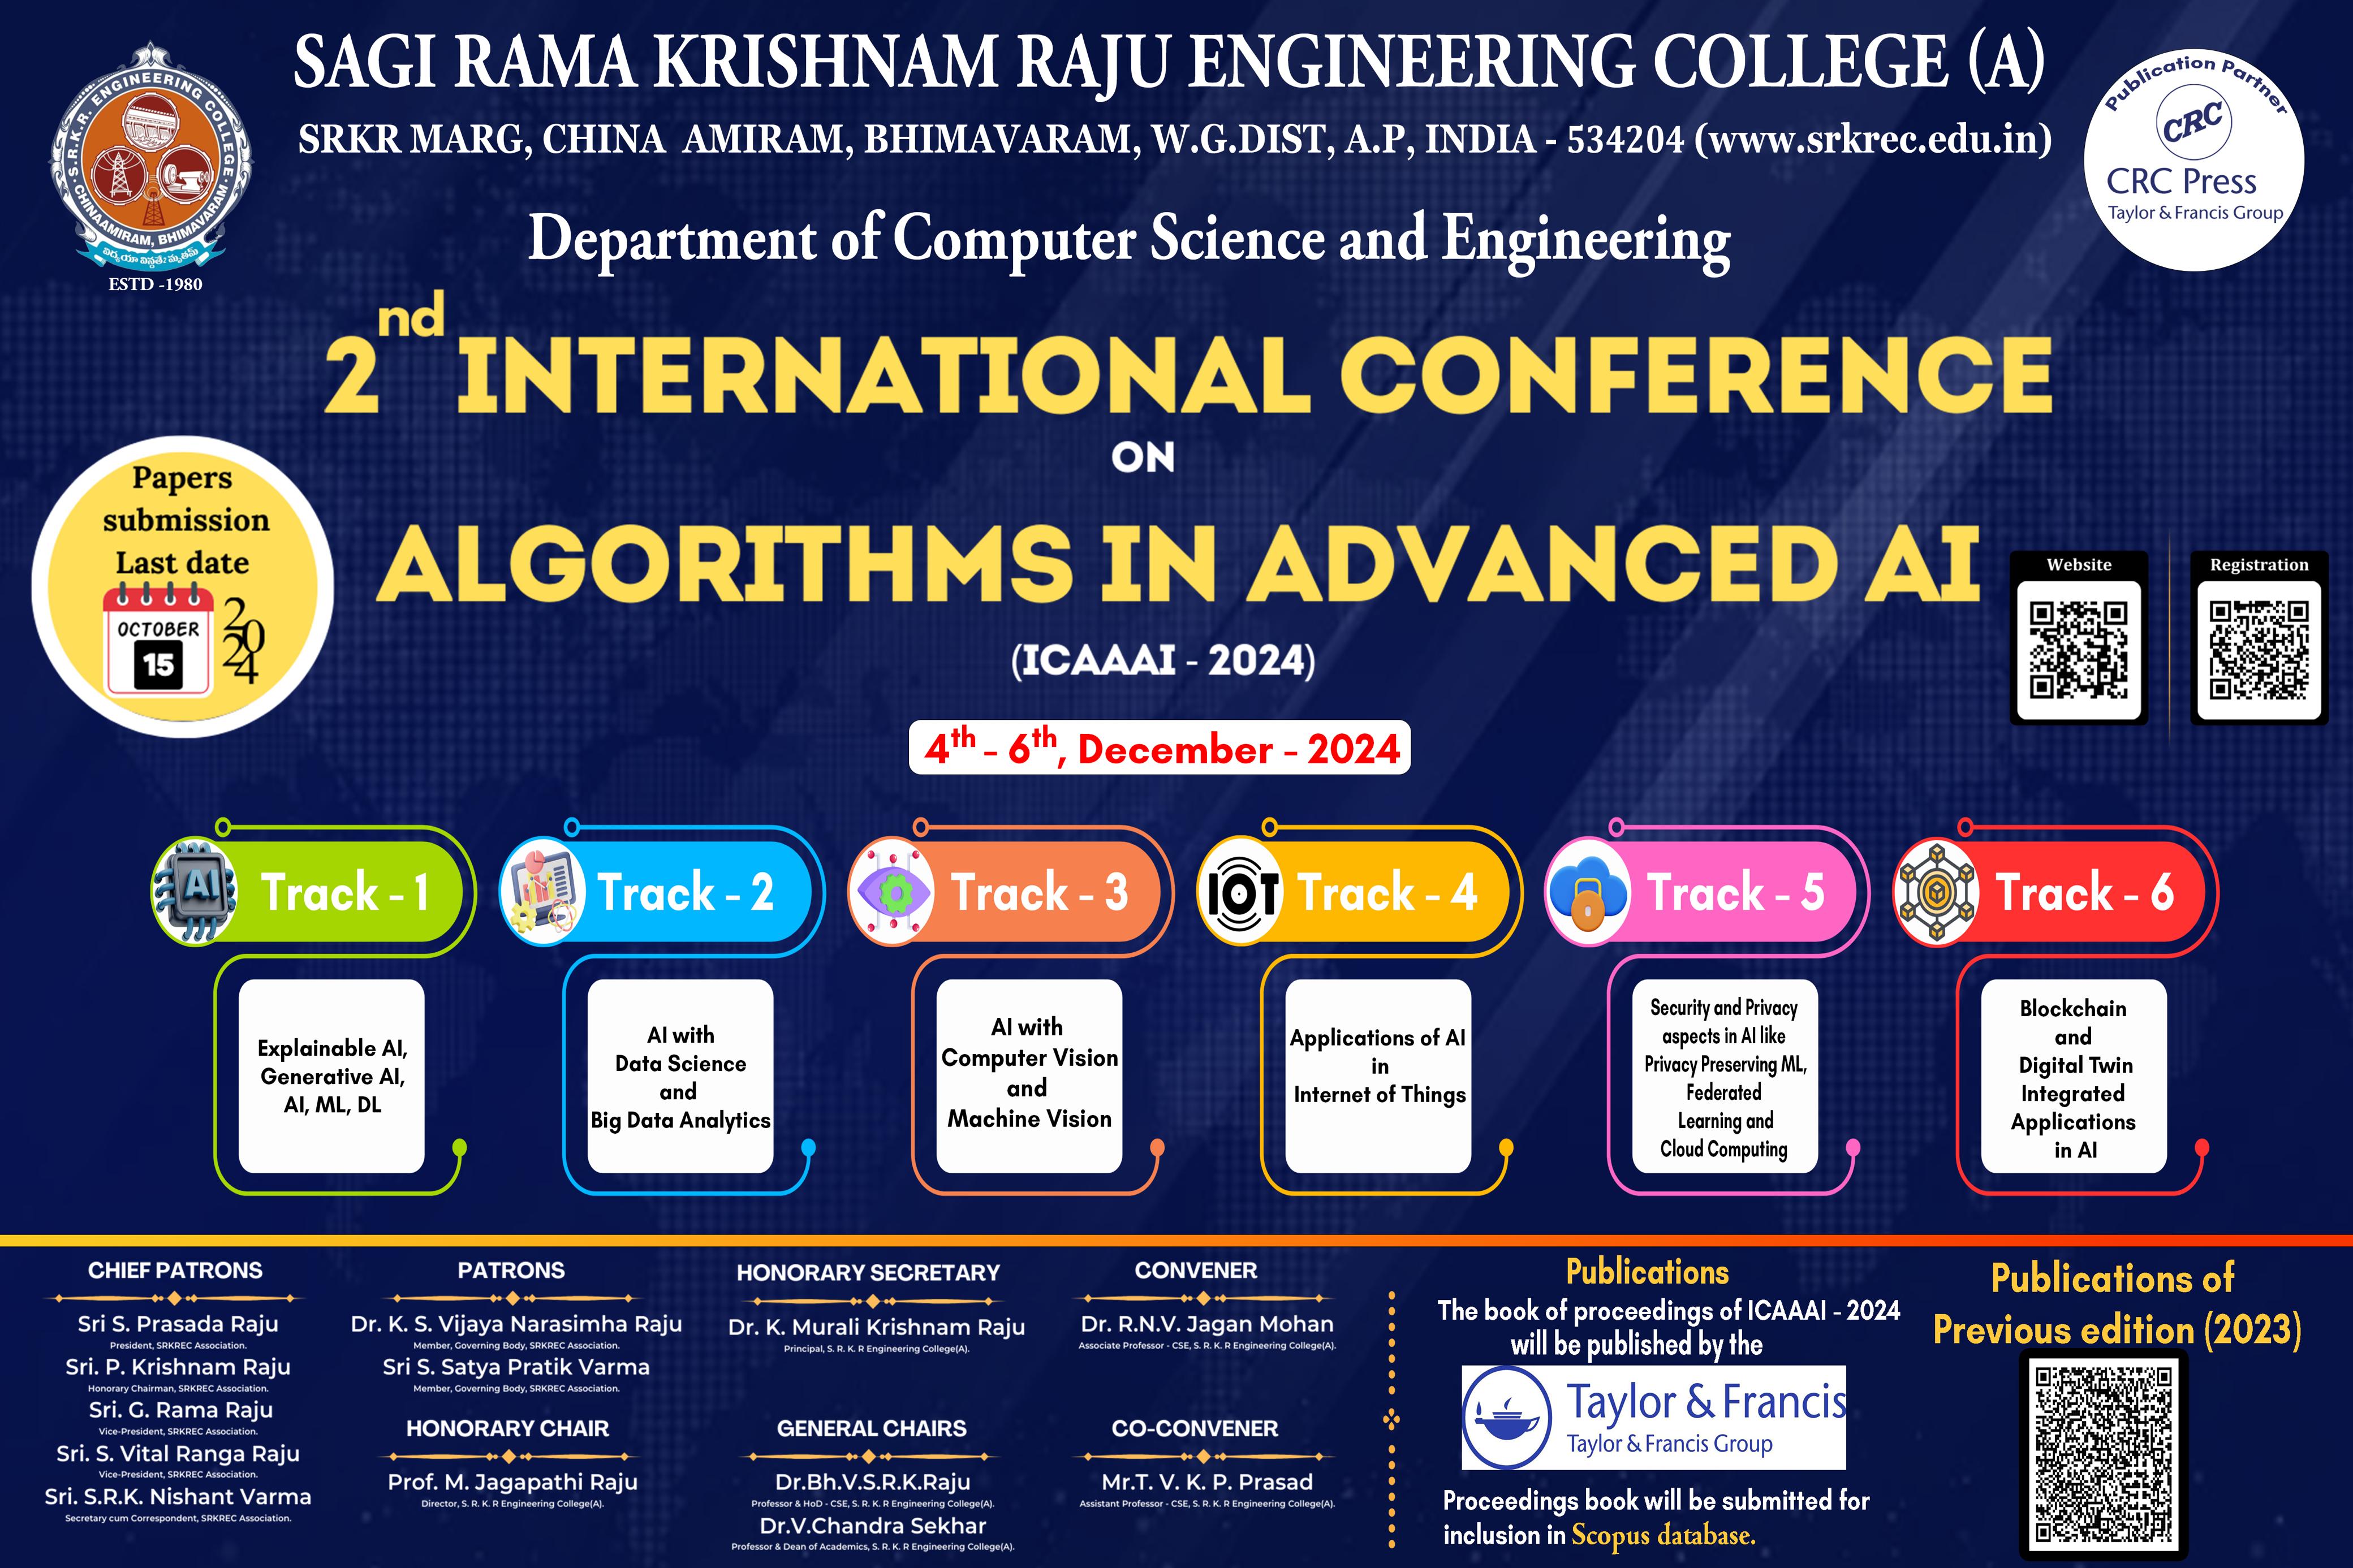 SAGI RAMA KRISHNAM RAJU ENGINEERING COLLEGE (A)
SRKR MARG, CHINA AMIRAM, BHIMAVARAM, W.G.DIST, A.P, INDIA - 534204 (www.srkrec.edu.in)
S.R.K.R. ENGINEERING COLLEGE
CHINAAMIRAM, BHIMAVARAM
ESTD -1980
Publication Partner
CRC
CRC Press
Taylor & Francis Group
Department of Computer Science and Engineering
2nd INTERNATIONAL CONFERENCE
ON
ALGORITHMS IN ADVANCED AI
(ICAAAI - 2024)
4th - 6th, December - 2024
Papers
submission
Last date
OCTOBER
15
2024
Website
Registration
AI
Track - 1
Explainable AI,
Generative AI,
AI, ML, DL
Track - 2
AI with
Data Science
and
Big Data Analytics
Track - 3
AI with
Computer Vision
and
Machine Vision
IOT
Track - 4
Applications of AI
in
Internet of Things
Track - 5
Security and Privacy
aspects in AI like
Privacy Preserving ML,
Federated
Learning and
Cloud Computing
Track - 6
Blockchain
and
Digital Twin
Integrated
Applications
in AI
CHIEF PATRONS
Sri S. Prasada Raju
President, SRKREC Association.
Sri. P. Krishnam Raju
Honorary Chairman, SRKREC Association.
Sri. G. Rama Raju
Vice-President, SRKREC Association.
Sri. S. Vital Ranga Raju
Vice-President, SRKREC Association.
Sri. S.R.K. Nishant Varma
Secretary cum Correspondent, SRKREC Association.
PATRONS
Dr. K. S. Vijaya Narasimha Raju
Member, Governing Body, SRKREC Association.
Sri S. Satya Pratik Varma
Member, Governing Body, SRKREC Association.
HONORARY CHAIR
Prof. M. Jagapathi Raju
Director, S. R. K. R Engineering College(A).
HONORARY SECRETARY
Dr. K. Murali Krishnam Raju
Principal, S. R. K. R Engineering College(A).
GENERAL CHAIRS
Dr.Bh.V.S.R.K.Raju
Professor & HoD - CSE, S. R. K. R Engineering College(A).
Dr.V.Chandra Sekhar
Professor & Dean of Academics, S. R. K. R Engineering College(A).
CONVENER
Dr. R.N.V. Jagan Mohan
Associate Professor - CSE, S. R. K. R Engineering College(A).
CO-CONVENER
Mr.T. V. K. P. Prasad
Assistant Professor - CSE, S. R. K. R Engineering College(A).
Publications
The book of proceedings of ICAAAI - 2024
will be published by the
Taylor & Francis
Taylor & Francis Group
Proceedings book will be submitted for
inclusion in Scopus database.
Publications of
Previous edition (2023)